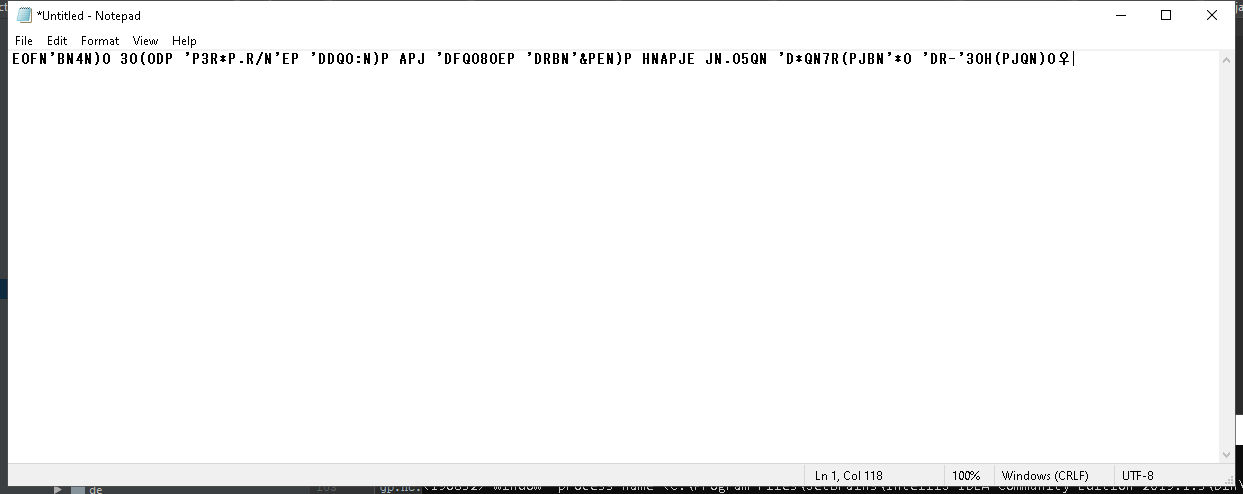 *Untitled - Notepad
File Edit Format View Help
EOFN'BN4N)O 3O(ODP 'P3R*P.R/N'EP 'DDQO:N)P APJ 'DFQO8OEP 'DRBN'&PEN)P HNAPJE JN.O5QN 'D*QN7R(PJBN'*O 'DR-'3OH(PJQN)O♀
Ln 1, Col 118 100% Windows (CRLF) UTF-8
de